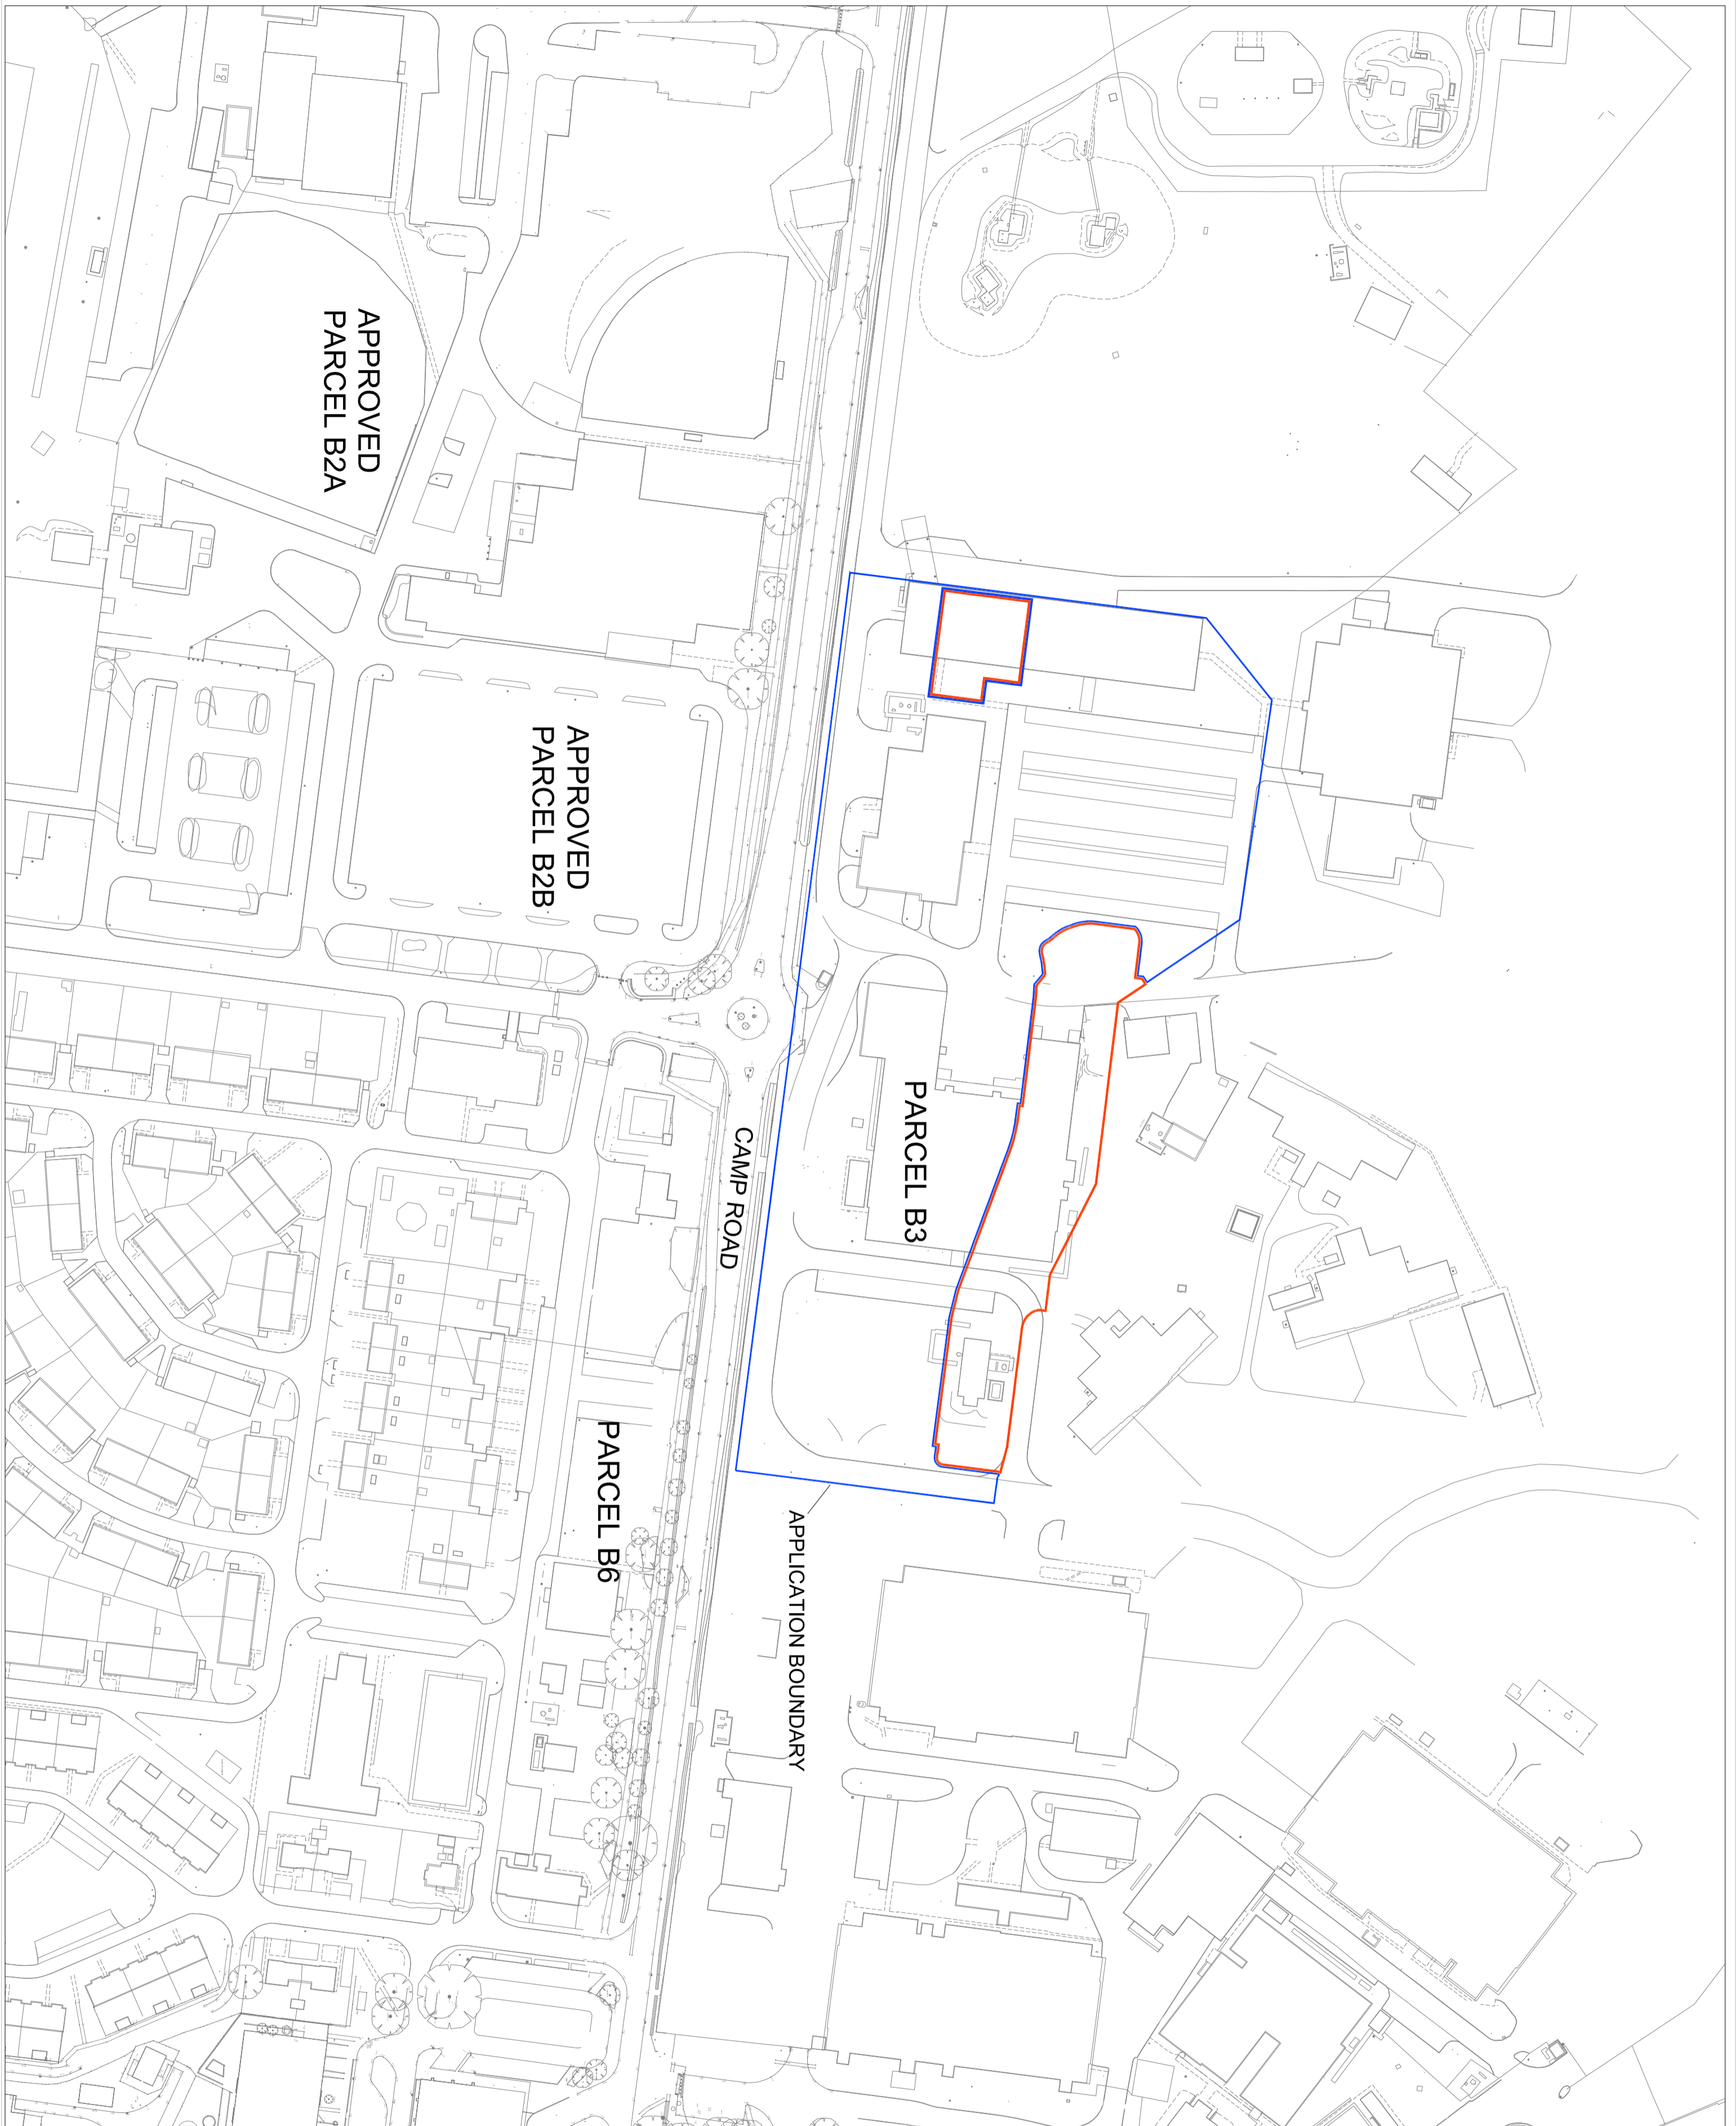 APPROVED
PARCEL B2A
APPROVED
PARCEL B2B
PARCEL B3
CAMP ROAD
PARCEL B6
APPLICATION BOUNDARY